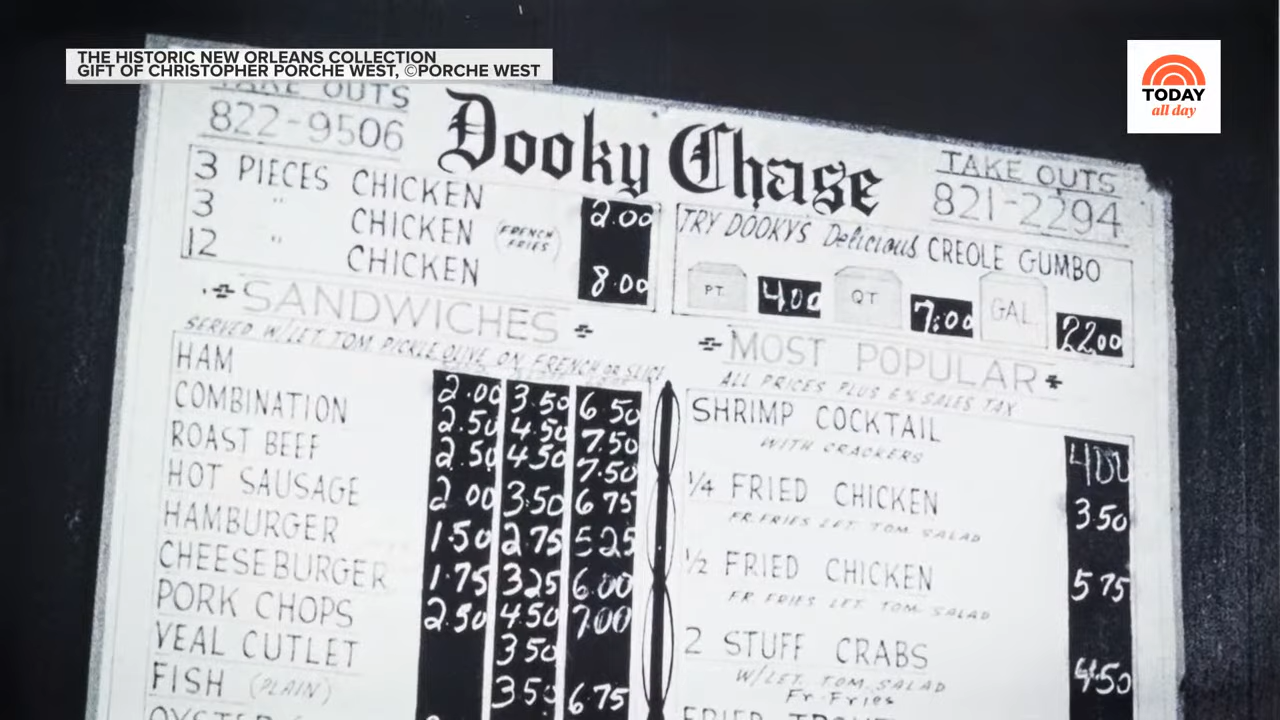 THE HISTORIC NEW ORLEANS COLLECTION
GIFT OF CHRISTOPHER PORCHE WEST, ©PORCHE WEST
TODAY
all day
TAKE OUTS
822-9506
Dooky Chase
TAKE OUTS
821-2294
3 PIECES CHICKEN 2.00
3 " CHICKEN (FRENCH FRIES)
12 " CHICKEN 8.00
TRY DOOKYS Delicious CREOLE GUMBO
PT. 4.00 QT 7.00 GAL. 22.00
SANDWICHES
SERVED W/LET. TOM. PICKLE OLIVE ON FRENCH OR SLICE
HAM 2.00 3.50 6.50
COMBINATION 2.50 4.50 7.50
ROAST BEEF 2.50 4.50 7.50
HOT SAUSAGE 2.00 3.50 6.75
HAMBURGER 1.50 2.75 5.25
CHEESEBURGER 1.75 3.25 6.00
PORK CHOPS 2.50 4.50 7.00
VEAL CUTLET 3.50
FISH (PLAIN) 3.50 6.75
MOST POPULAR
ALL PRICES PLUS 6% SALES TAX
SHRIMP COCKTAIL 4.00
WITH CRACKERS
1/4 FRIED CHICKEN 3.50
FR. FRIES LET. TOM. SALAD
1/2 FRIED CHICKEN 5.75
FR. FRIES LET. TOM. SALAD
2 STUFF CRABS 4.50
W/LET. TOM. SALAD
Fr. Fries
FRIED